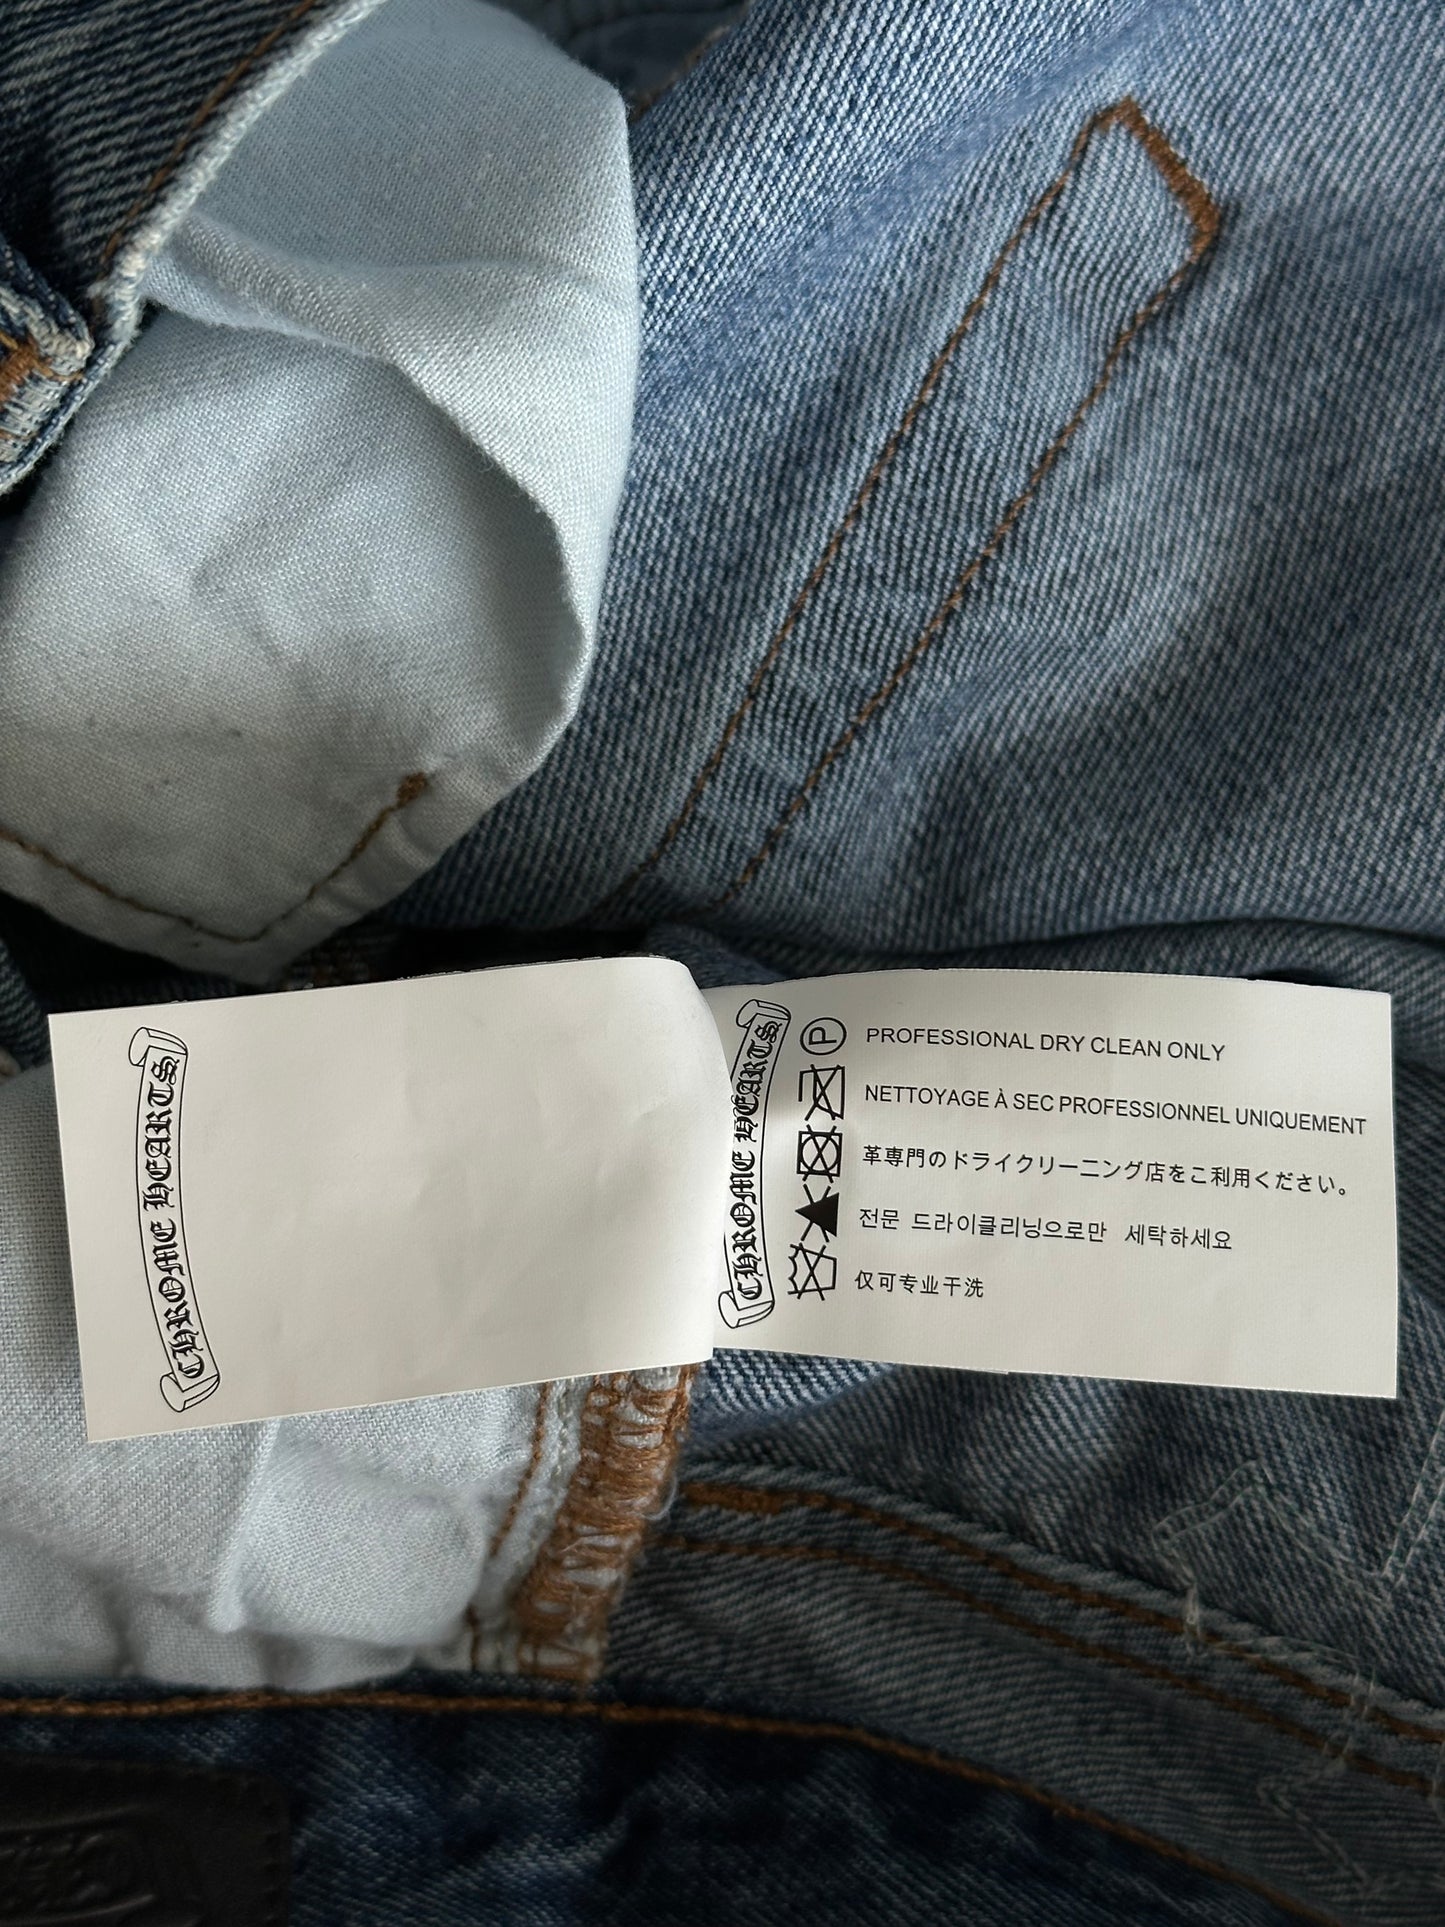 CHROME HEARTS
CHROME HEARTS
PROFESSIONAL DRY CLEAN ONLY
NETTOYAGE À SEC PROFESSIONNEL UNIQUEMENT
革専門のドライクリーニング店をご利用ください。
전문 드라이클리닝으로만 세탁하세요
仅可专业干洗